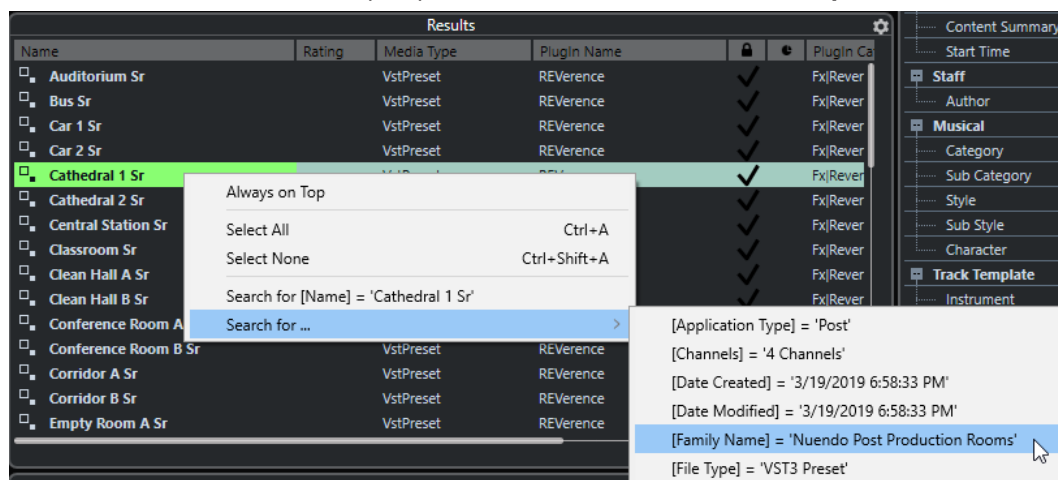 Results
Name Rating Media Type PlugIn Name PlugIn Ca
Auditorium Sr VstPreset REVerence Fx|Rever
Bus Sr VstPreset REVerence Fx|Rever
Car 1 Sr VstPreset REVerence Fx|Rever
Car 2 Sr VstPreset REVerence Fx|Rever
Cathedral 1 Sr Fx|Rever
Cathedral 2 Sr Fx|Rever
Central Station Sr Fx|Rever
Classroom Sr Fx|Rever
Clean Hall A Sr Fx|Rever
Clean Hall B Sr Fx|Rever
Conference Room A
Conference Room B Sr VstPreset REVerence
Corridor A Sr VstPreset REVerence
Corridor B Sr VstPreset REVerence
Empty Room A Sr VstPreset REVerence
Always on Top
Select All Ctrl+A
Select None Ctrl+Shift+A
Search for [Name] = 'Cathedral 1 Sr'
Search for ...
[Application Type] = 'Post'
[Channels] = '4 Channels'
[Date Created] = '3/19/2019 6:58:33 PM'
[Date Modified] = '3/19/2019 6:58:33 PM'
[Family Name] = 'Nuendo Post Production Rooms'
[File Type] = 'VST3 Preset'
Content Summary
Start Time
Staff
Author
Musical
Category
Sub Category
Style
Sub Style
Character
Track Template
Instrument